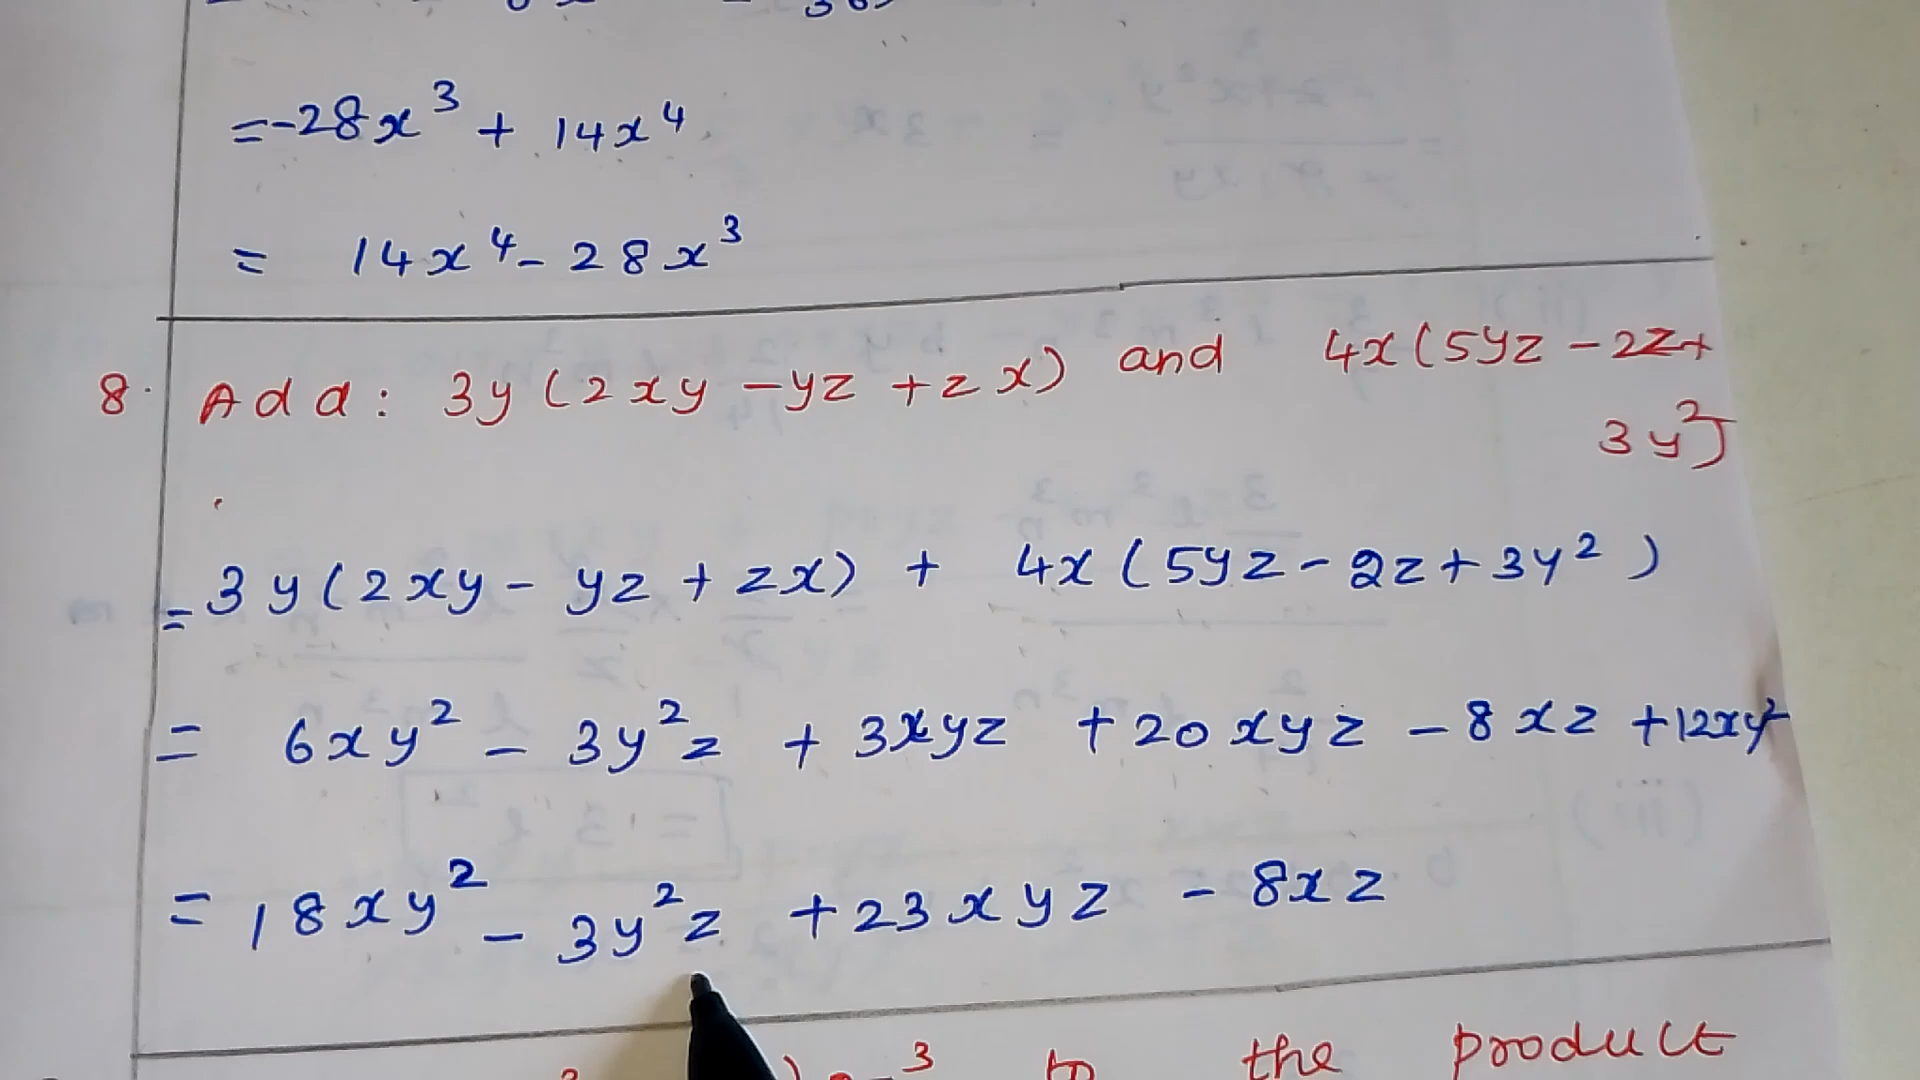 =-28x³ + 14x⁴
= 14x⁴- 28x³
8. Add: 3y(2xy -yz +zx) and 4x(5yz -2z+
3y²)
=3y(2xy- yz + zx) + 4x(5yz-2z+3y²)
= 6xy² - 3y²z + 3xyz +20xyz -8xz +12xy²
= 18xy² - 3y²z +23xyz - 8xz
the product